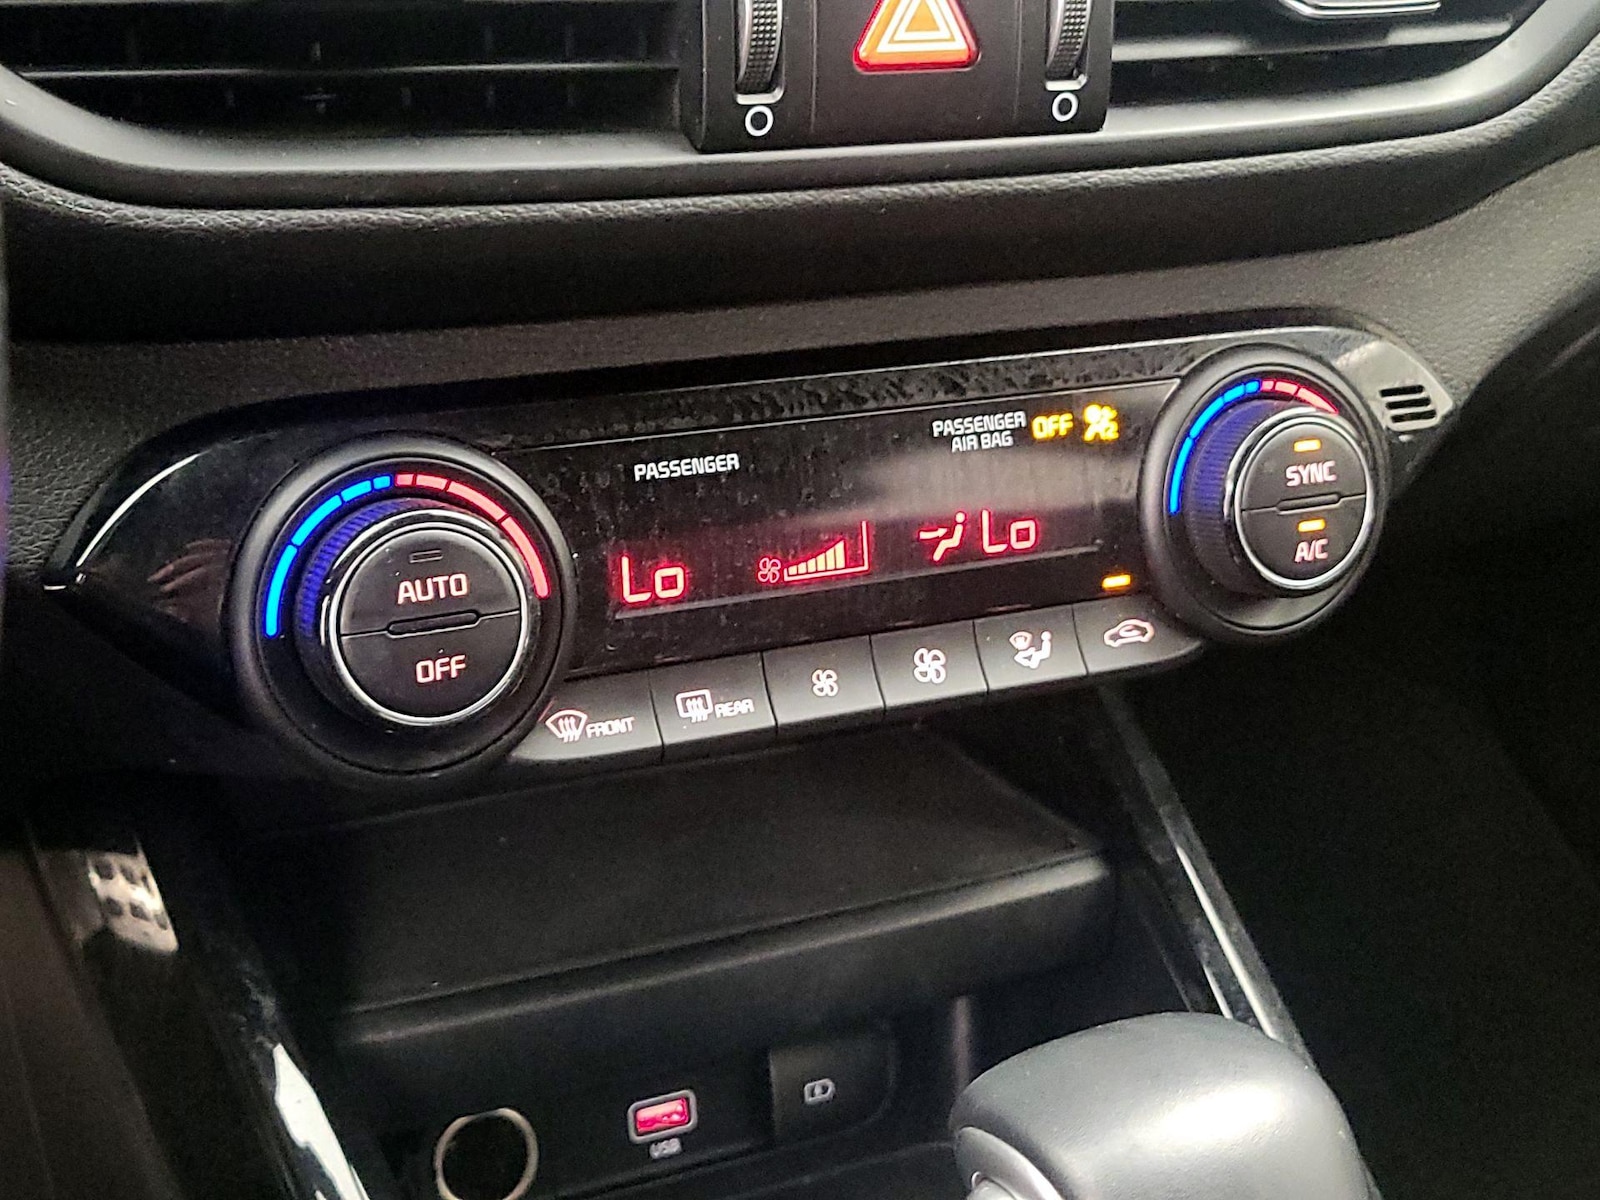 PASSENGER
AIR BAG OFF
PASSENGER
SYNC
A/C
Lo
Lo
AUTO
OFF
FRONT
REAR
USB